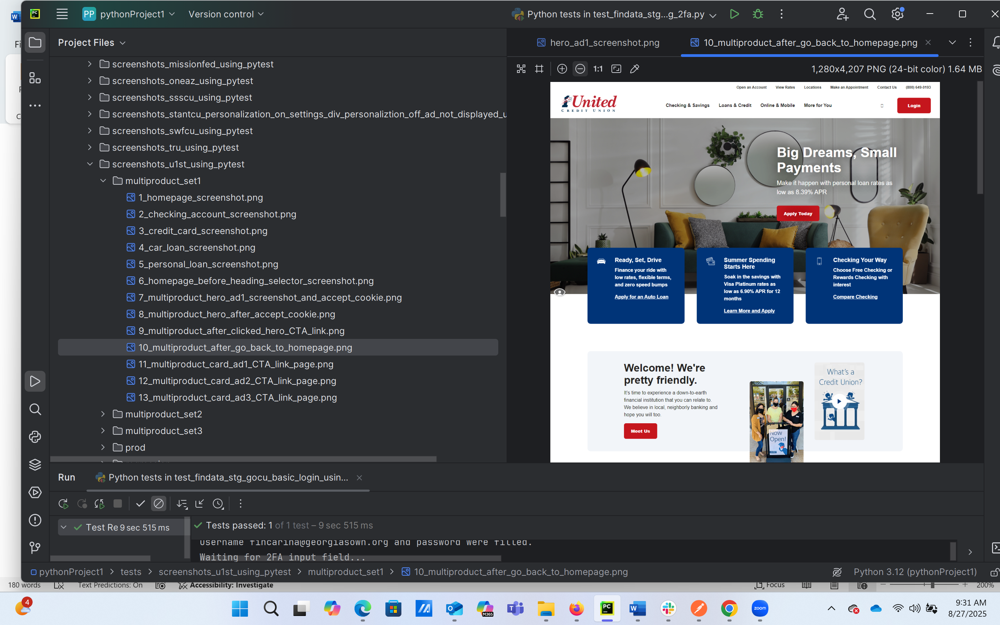 W
Fi
F
C
PC
PP pythonProject1
Version control
Python tests in test_findata_stg...g_2fa.py
Project Files
screenshots_missionfed_using_pytest
screenshots_oneaz_using_pytest
screenshots_ssscu_using_pytest
screenshots_stantcu_personalization_on_settings_div_personaliztion_off_ad_not_displayed_u
screenshots_swfcu_using_pytest
screenshots_tru_using_pytest
screenshots_u1st_using_pytest
multiproduct_set1
1_homepage_screenshot.png
2_checking_account_screenshot.png
3_credit_card_screenshot.png
4_car_loan_screenshot.png
5_personal_loan_screenshot.png
6_homepage_before_heading_selector_screenshot.png
7_multiproduct_hero_ad1_screenshot_and_accept_cookie.png
8_multiproduct_hero_after_accept_cookie.png
9_multiproduct_after_clicked_hero_CTA_link.png
10_multiproduct_after_go_back_to_homepage.png
11_multiproduct_card_ad1_CTA_link_page.png
12_multiproduct_card_ad2_CTA_link_page.png
13_multiproduct_card_ad3_CTA_link_page.png
multiproduct_set2
multiproduct_set3
prod
hero_ad1_screenshot.png
10_multiproduct_after_go_back_to_homepage.png
1:1
1,280x4,207 PNG (24-bit color) 1.64 MB
Open an Account View Rates Locations Make an Appointment Contact Us (800) 649-0193
1United
CREDIT UNION
Checking & Savings Loans & Credit Online & Mobile More for You
Login
Big Dreams, Small
Payments
Make it happen with personal loan rates as
low as 8.39% APR
Apply Today
Ready, Set, Drive
Finance your ride with
low rates, flexible terms,
and zero speed bumps
Apply for an Auto Loan
Summer Spending
Starts Here
Soak in the savings with
Visa Platinum rates as
low as 6.90% APR for 12
months
Learn More and Apply
Checking Your Way
Choose Free Checking or
Rewards Checking with
interest
Compare Checking
Welcome! We're
pretty friendly.
It's time to experience a down-to-earth
financial institution that you can relate to.
We believe in local, neighborly banking and
hope you will too.
Meet Us
Now
Open!
What's a
Credit Union?
Run
Python tests in test_findata_stg_gocu_basic_login_usin...
Test Re 9 sec 515 ms
Tests passed: 1 of 1 test – 9 sec 515 ms
Username fincarina@georgiasown.org and password were filled.
Waiting for 2FA input field...
pythonProject1 > tests > screenshots_u1st_using_pytest > multiproduct_set1 > 10_multiproduct_after_go_back_to_homepage.png
Python 3.12 (pythonProject1)
180 words
Text Predictions: On
Accessibility: Investigate
Focus
200%
4
M365
zoom
9:31 AM
8/27/2025